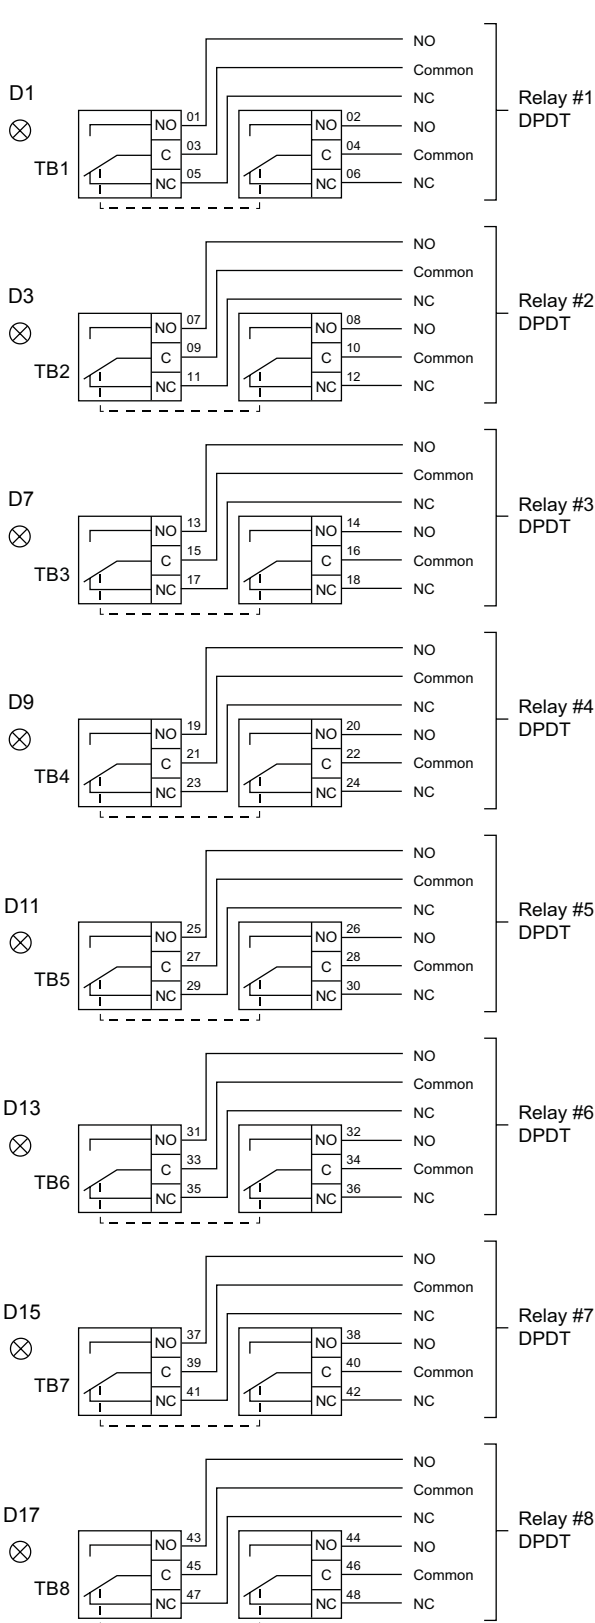 NO
Common
D1
NC
Relay #1
DPDT
NO 01 NO 02 NO
C 03 C 04 Common
TB1
NC 05 NC 06 NC
NO
Common
D3
NC
Relay #2
DPDT
NO 07 NO 08 NO
C 09 C 10 Common
TB2
NC 11 NC 12 NC
NO
Common
D7
NC
Relay #3
DPDT
NO 13 NO 14 NO
C 15 C 16 Common
TB3
NC 17 NC 18 NC
NO
Common
D9
NC
Relay #4
DPDT
NO 19 NO 20 NO
C 21 C 22 Common
TB4
NC 23 NC 24 NC
NO
Common
D11
NC
Relay #5
DPDT
NO 25 NO 26 NO
C 27 C 28 Common
TB5
NC 29 NC 30 NC
NO
Common
D13
NC
Relay #6
DPDT
NO 31 NO 32 NO
C 33 C 34 Common
TB6
NC 35 NC 36 NC
NO
Common
D15
NC
Relay #7
DPDT
NO 37 NO 38 NO
C 39 C 40 Common
TB7
NC 41 NC 42 NC
NO
Common
D17
NC
Relay #8
DPDT
NO 43 NO 44 NO
C 45 C 46 Common
TB8
NC 47 NC 48 NC